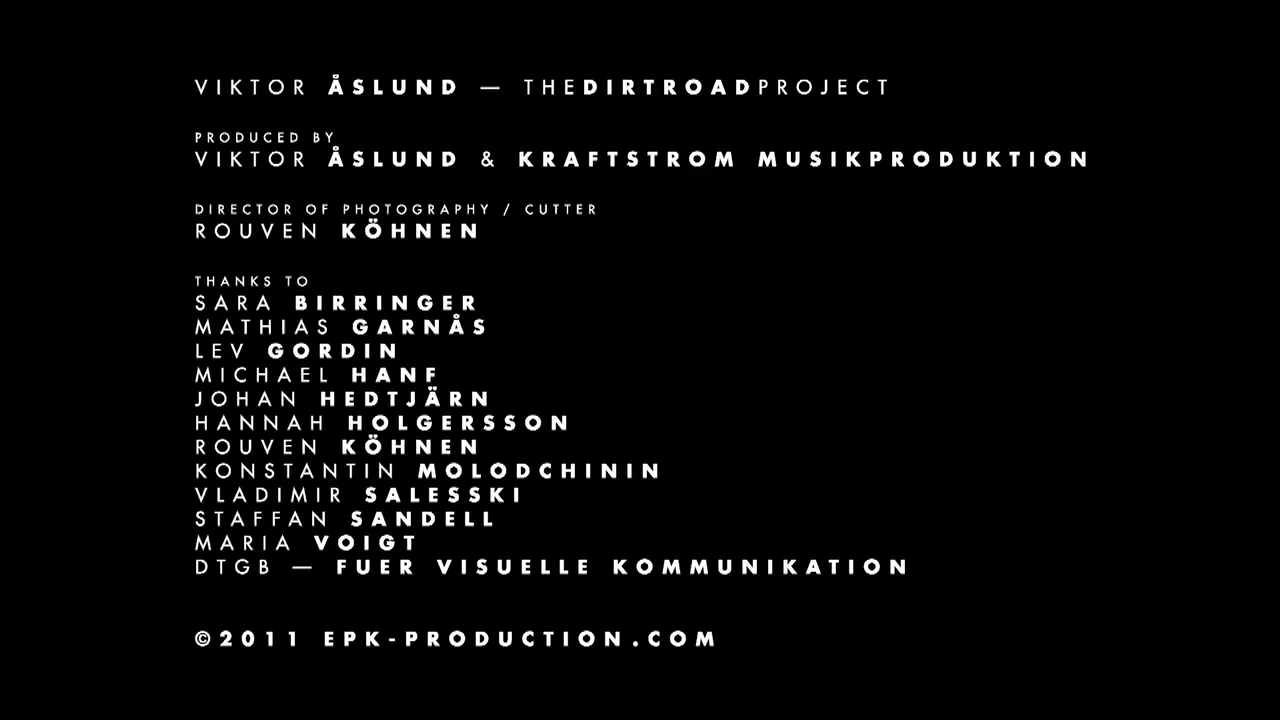 VIKTOR ÅSLUND — THEDIRTROADPROJECT
PRODUCED BY
VIKTOR ÅSLUND & KRAFTSTROM MUSIKPRODUKTION
DIRECTOR OF PHOTOGRAPHY / CUTTER
ROUVEN KÖHNEN
THANKS TO
SARA BIRRINGER
MATHIAS GARNÅS
LEV GORDIN
MICHAEL HANF
JOHAN HEDTJÄRN
HANNAH HOLGERSSON
ROUVEN KÖHNEN
KONSTANTIN MOLODCHININ
VLADIMIR SALESSKI
STAFFAN SANDELL
MARIA VOIGT
DTGB — FUER VISUELLE KOMMUNIKATION
©2011 EPK-PRODUCTION.COM